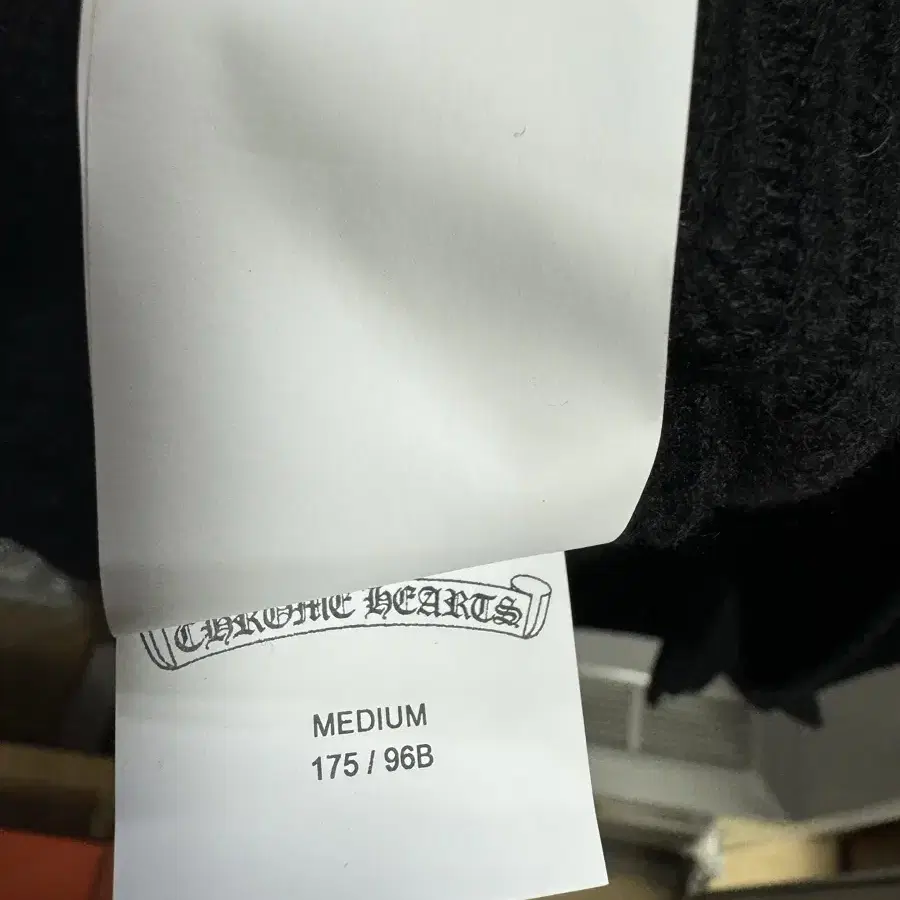 CHROME HEARTS
MEDIUM
175 / 96B